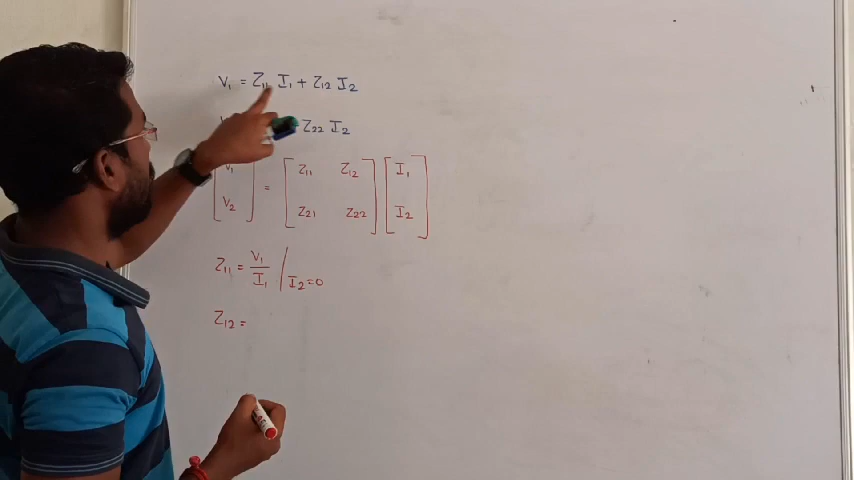 V1 = Z11 I1 + Z12 I2
Z22 I2
V1 = Z11 Z12 I1
V2 Z21 Z22 I2
Z11 = V1 / I1 | I2=0
Z12 =